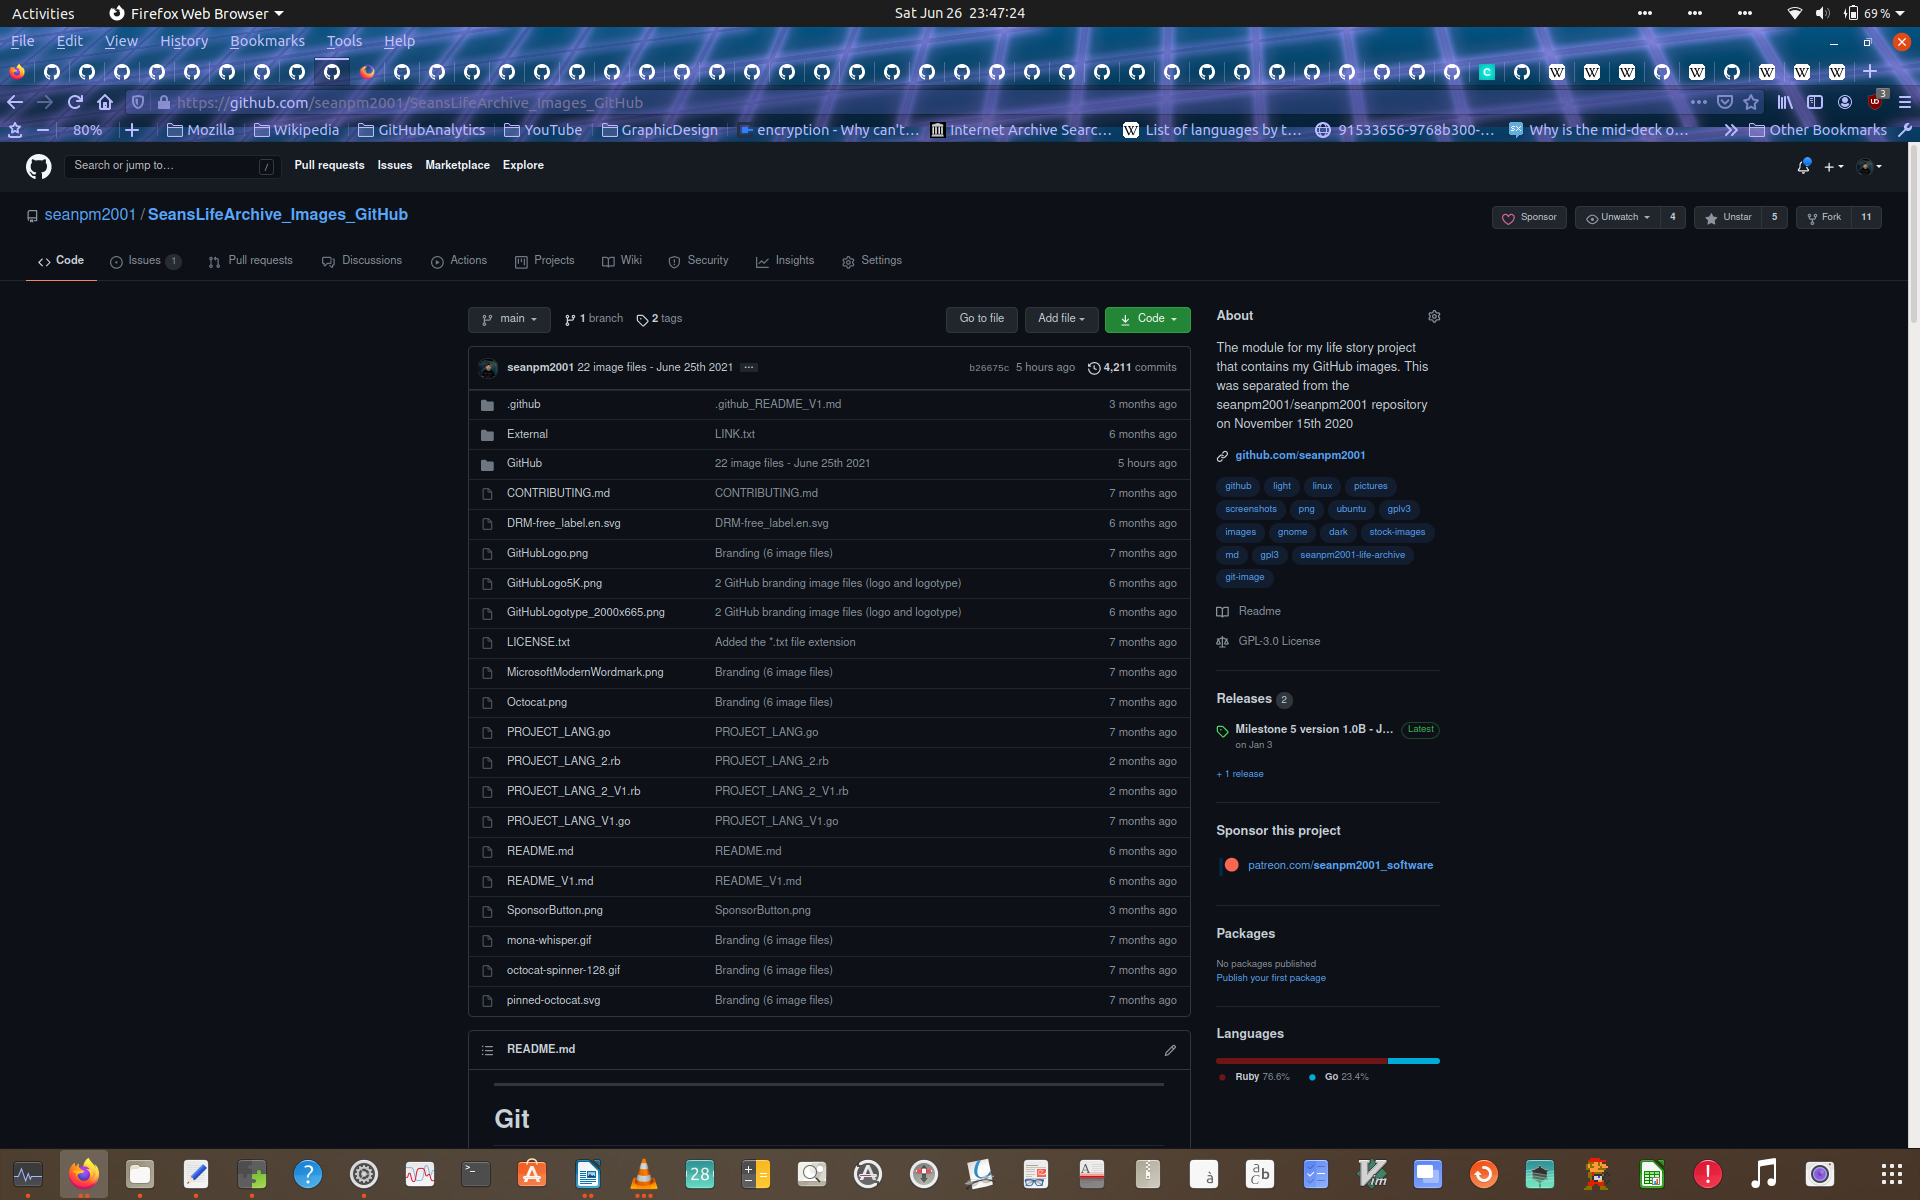 Activities Firefox Web Browser Sat Jun 26 23:47:24 69 %
File Edit View History Bookmarks Tools Help
https://github.com/seanpm2001/SeansLifeArchive_Images_GitHub 3
80% Mozilla Wikipedia GitHubAnalytics YouTube GraphicDesign encryption - Why can't... Internet Archive Searc... List of languages by t... 91533656-9768b300-... Why is the mid-deck o... Other Bookmarks
Search or jump to... / Pull requests Issues Marketplace Explore
seanpm2001 / SeansLifeArchive_Images_GitHub Sponsor Unwatch 4 Unstar 5 Fork 11
Code Issues 1 Pull requests Discussions Actions Projects Wiki Security Insights Settings
main 1 branch 2 tags Go to file Add file Code
seanpm2001 22 image files - June 25th 2021 ... b26675c 5 hours ago 4,211 commits
.github .github_README_V1.md 3 months ago
External LINK.txt 6 months ago
GitHub 22 image files - June 25th 2021 5 hours ago
CONTRIBUTING.md CONTRIBUTING.md 7 months ago
DRM-free_label.en.svg DRM-free_label.en.svg 6 months ago
GitHubLogo.png Branding (6 image files) 7 months ago
GitHubLogo5K.png 2 GitHub branding image files (logo and logotype) 6 months ago
GitHubLogotype_2000x665.png 2 GitHub branding image files (logo and logotype) 6 months ago
LICENSE.txt Added the *.txt file extension 7 months ago
MicrosoftModernWordmark.png Branding (6 image files) 7 months ago
Octocat.png Branding (6 image files) 7 months ago
PROJECT_LANG.go PROJECT_LANG.go 7 months ago
PROJECT_LANG_2.rb PROJECT_LANG_2.rb 2 months ago
PROJECT_LANG_2_V1.rb PROJECT_LANG_2_V1.rb 2 months ago
PROJECT_LANG_V1.go PROJECT_LANG_V1.go 7 months ago
README.md README.md 6 months ago
README_V1.md README_V1.md 6 months ago
SponsorButton.png SponsorButton.png 3 months ago
mona-whisper.gif Branding (6 image files) 7 months ago
octocat-spinner-128.gif Branding (6 image files) 7 months ago
pinned-octocat.svg Branding (6 image files) 7 months ago
README.md
Git
About
The module for my life story project
that contains my GitHub images. This
was separated from the
seanpm2001/seanpm2001 repository
on November 15th 2020
github.com/seanpm2001
github light linux pictures
screenshots png ubuntu gplv3
images gnome dark stock-images
md gpl3 seanpm2001-life-archive
git-image
Readme
GPL-3.0 License
Releases 2
Milestone 5 version 1.0B - J... Latest
on Jan 3
+ 1 release
Sponsor this project
patreon.com/seanpm2001_software
Packages
No packages published
Publish your first package
Languages
Ruby 76.6% Go 23.4%
28